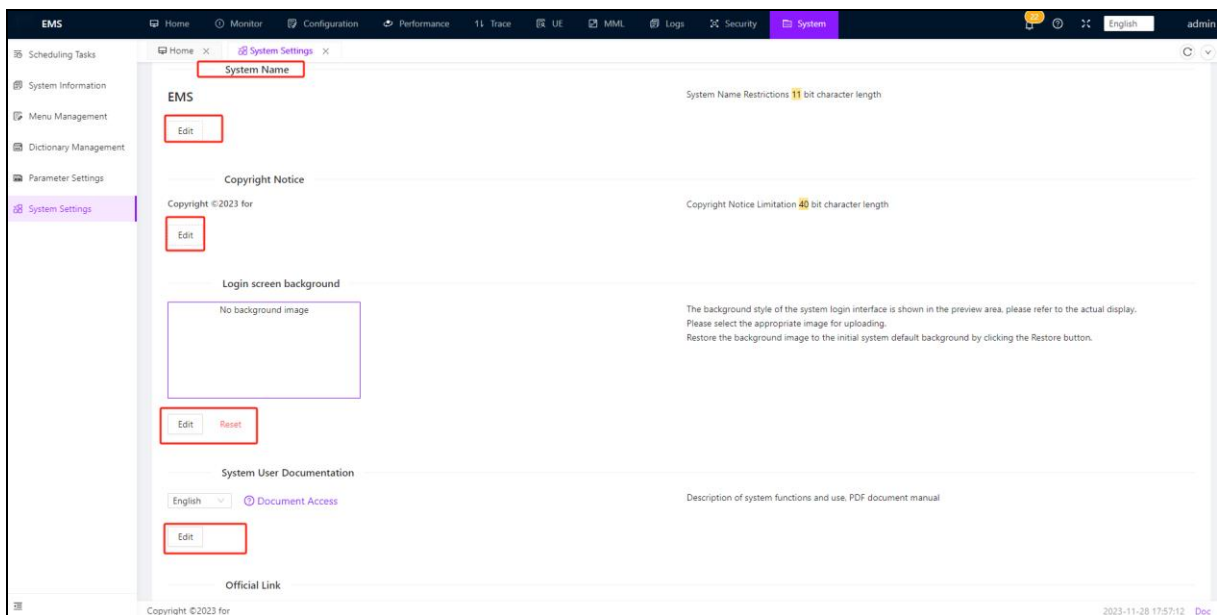 EMS Home Monitor Configuration Performance Trace UE MML Logs Security System 22 English admin
Scheduling Tasks
System Information
Menu Management
Dictionary Management
Parameter Settings
System Settings
Home System Settings
System Name
EMS
System Name Restrictions 11 bit character length
Edit
Copyright Notice
Copyright ©2023 for
Copyright Notice Limitation 40 bit character length
Edit
Login screen background
No background image
The background style of the system login interface is shown in the preview area, please refer to the actual display.
Please select the appropriate image for uploading.
Restore the background image to the initial system default background by clicking the Restore button.
Edit Reset
System User Documentation
English Document Access
Description of system functions and use, PDF document manual
Edit
Official Link
Copyright ©2023 for 2023-11-28 17:57:12 Doc